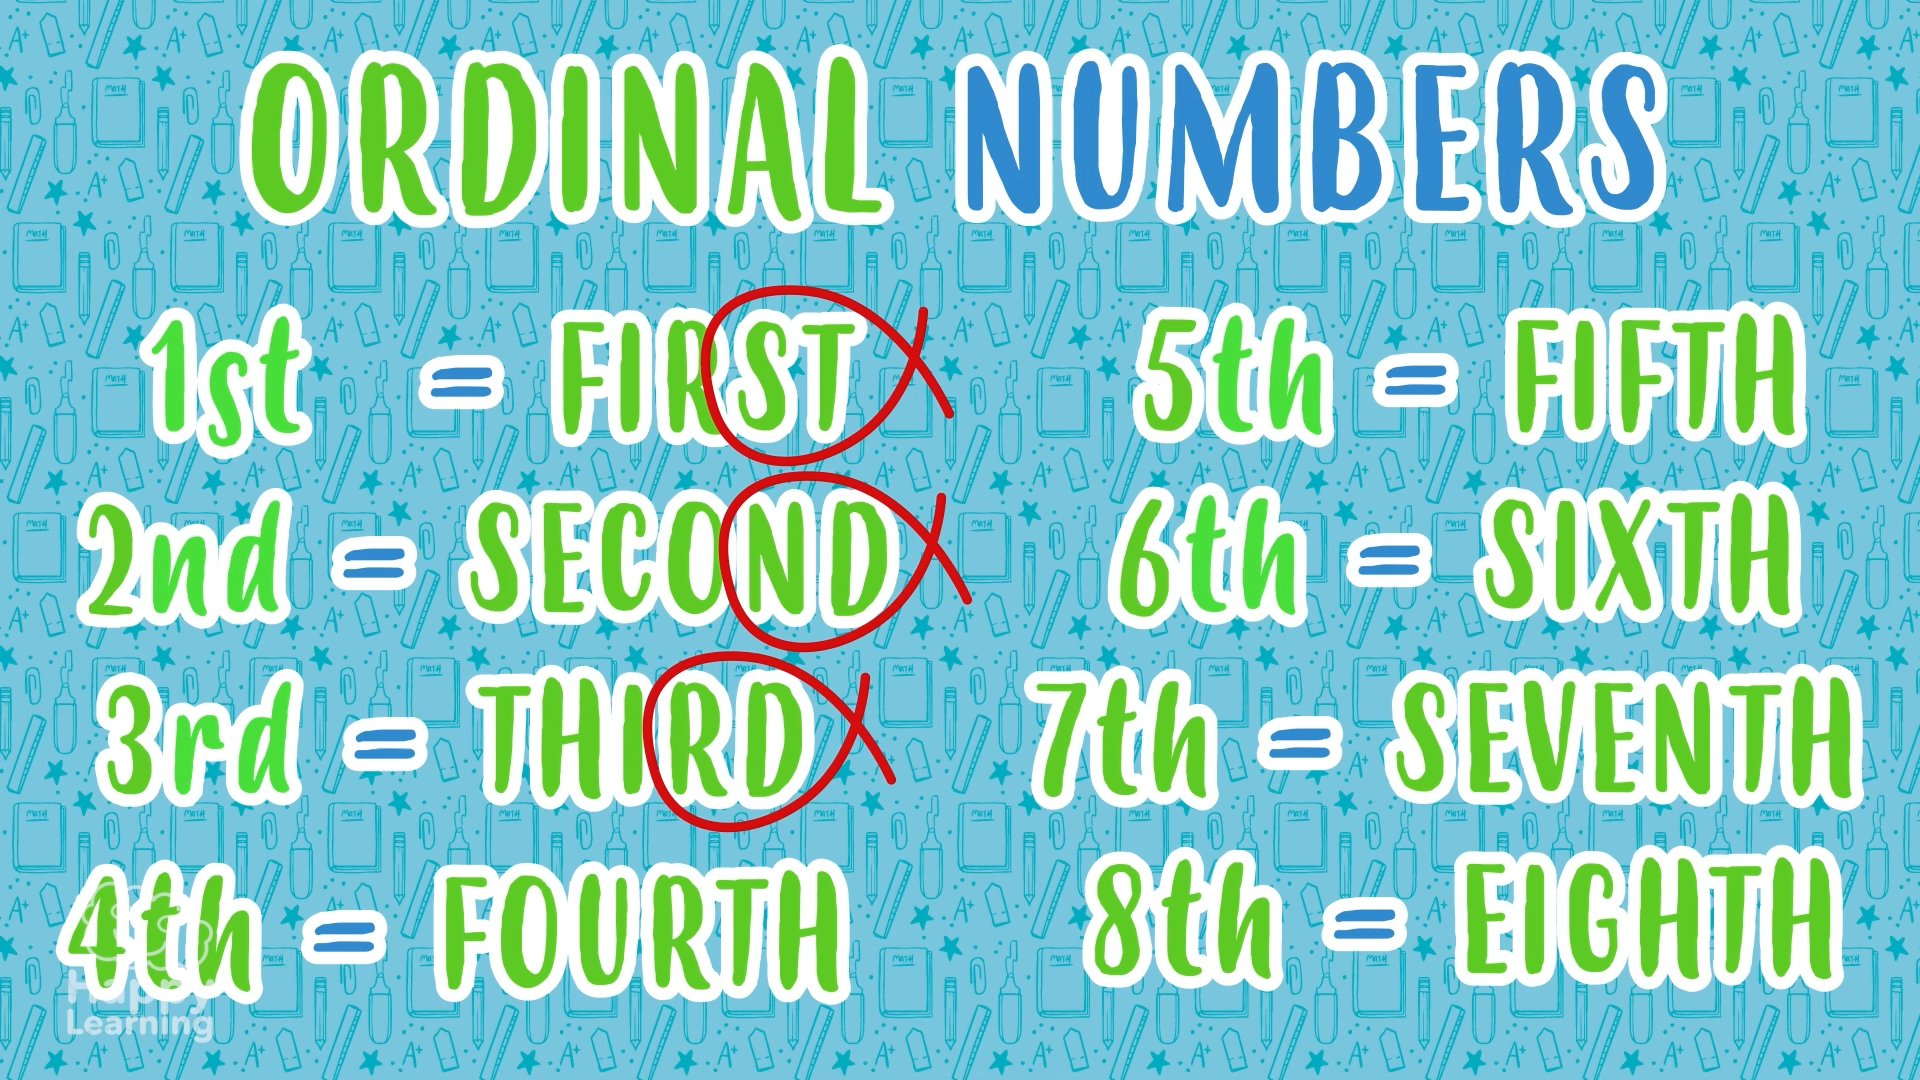 ORDINAL NUMBERS
1st = FIRST
2nd = SECOND
3rd = THIRD
4th = FOURTH
5th = FIFTH
6th = SIXTH
7th = SEVENTH
8th = EIGHTH
Happy
Learning